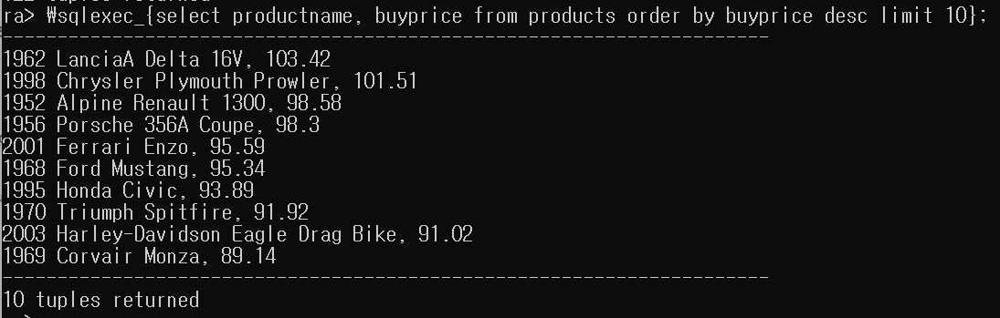 ra> ₩sqlexec_{select productname, buyprice from products order by buyprice desc limit 10};
----------------------------------------------------------------------
1962 LanciaA Delta 16V, 103.42
1998 Chrysler Plymouth Prowler, 101.51
1952 Alpine Renault 1300, 98.58
1956 Porsche 356A Coupe, 98.3
2001 Ferrari Enzo, 95.59
1968 Ford Mustang, 95.34
1995 Honda Civic, 93.89
1970 Triumph Spitfire, 91.92
2003 Harley-Davidson Eagle Drag Bike, 91.02
1969 Corvair Monza, 89.14
----------------------------------------------------------------------
10 tuples returned